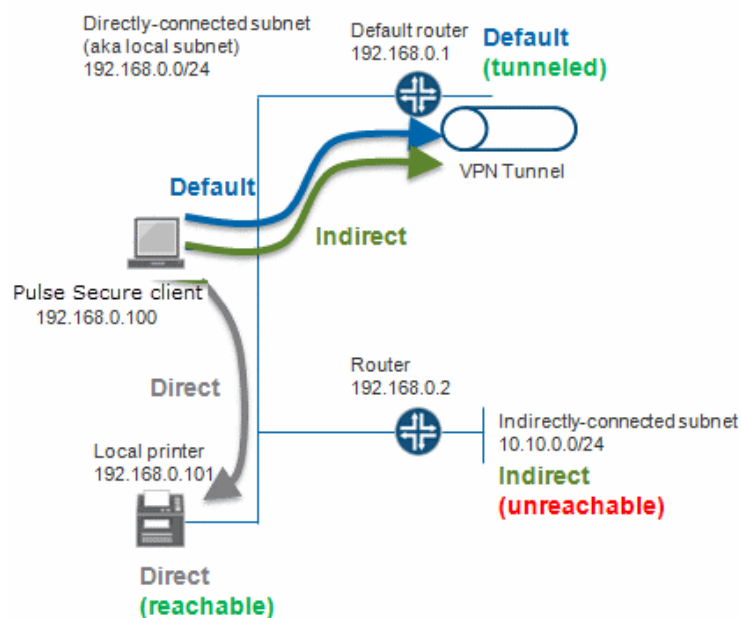 Directly-connected subnet
(aka local subnet)
192.168.0.0/24
Default router
192.168.0.1
Default
(tunneled)
VPN Tunnel
Default
Indirect
Pulse Secure client
192.168.0.100
Direct
Router
192.168.0.2
Indirectly-connected subnet
10.10.0.0/24
Indirect
(unreachable)
Local printer
192.168.0.101
Direct
(reachable)